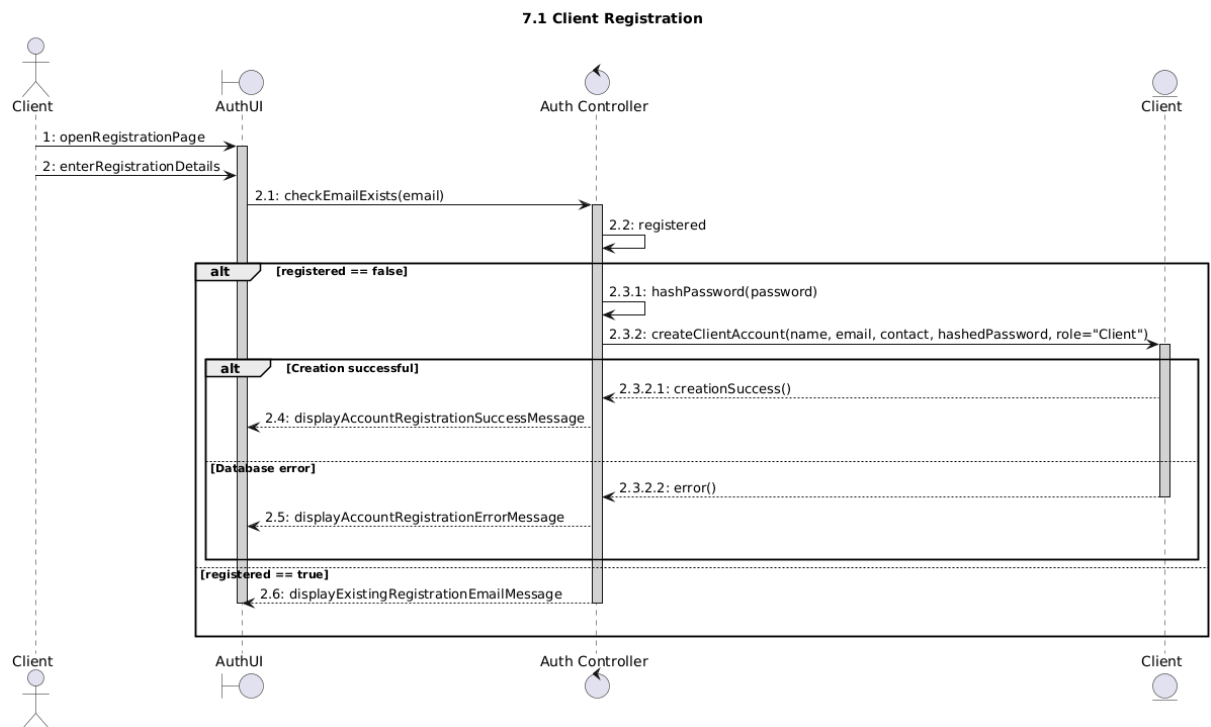 7.1 Client Registration
Client
AuthUI
Auth Controller
Client
1: openRegistrationPage
2: enterRegistrationDetails
2.1: checkEmailExists(email)
2.2: registered
alt [registered == false]
2.3.1: hashPassword(password)
2.3.2: createClientAccount(name, email, contact, hashedPassword, role="Client")
alt [Creation successful]
2.3.2.1: creationSuccess()
2.4: displayAccountRegistrationSuccessMessage
[Database error]
2.3.2.2: error()
2.5: displayAccountRegistrationErrorMessage
[registered == true]
2.6: displayExistingRegistrationEmailMessage
Client
AuthUI
Auth Controller
Client